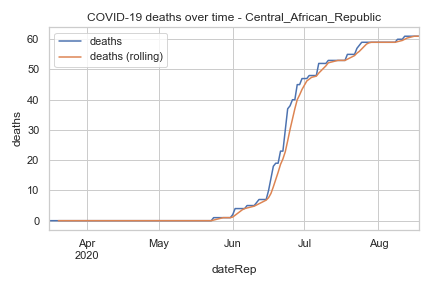 COVID-19 deaths over time - Central_African_Republic
deaths
deaths (rolling)
60
50
40
30
20
10
0
deaths
Apr
2020
May
Jun
Jul
Aug
dateRep